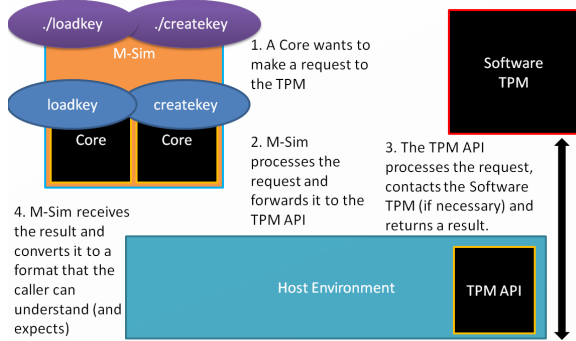 ./loadkey
./createkey
M-Sim
loadkey
createkey
Core
Core
1. A Core wants to
make a request to
the TPM
Software
TPM
2. M-Sim
processes the
request and
forwards it to the
TPM API
3. The TPM API
processes the request,
contacts the Software
TPM (if necessary) and
returns a result.
4. M-Sim receives
the result and
converts it to a
format that the
caller can
understand (and
expects)
Host Environment
TPM API